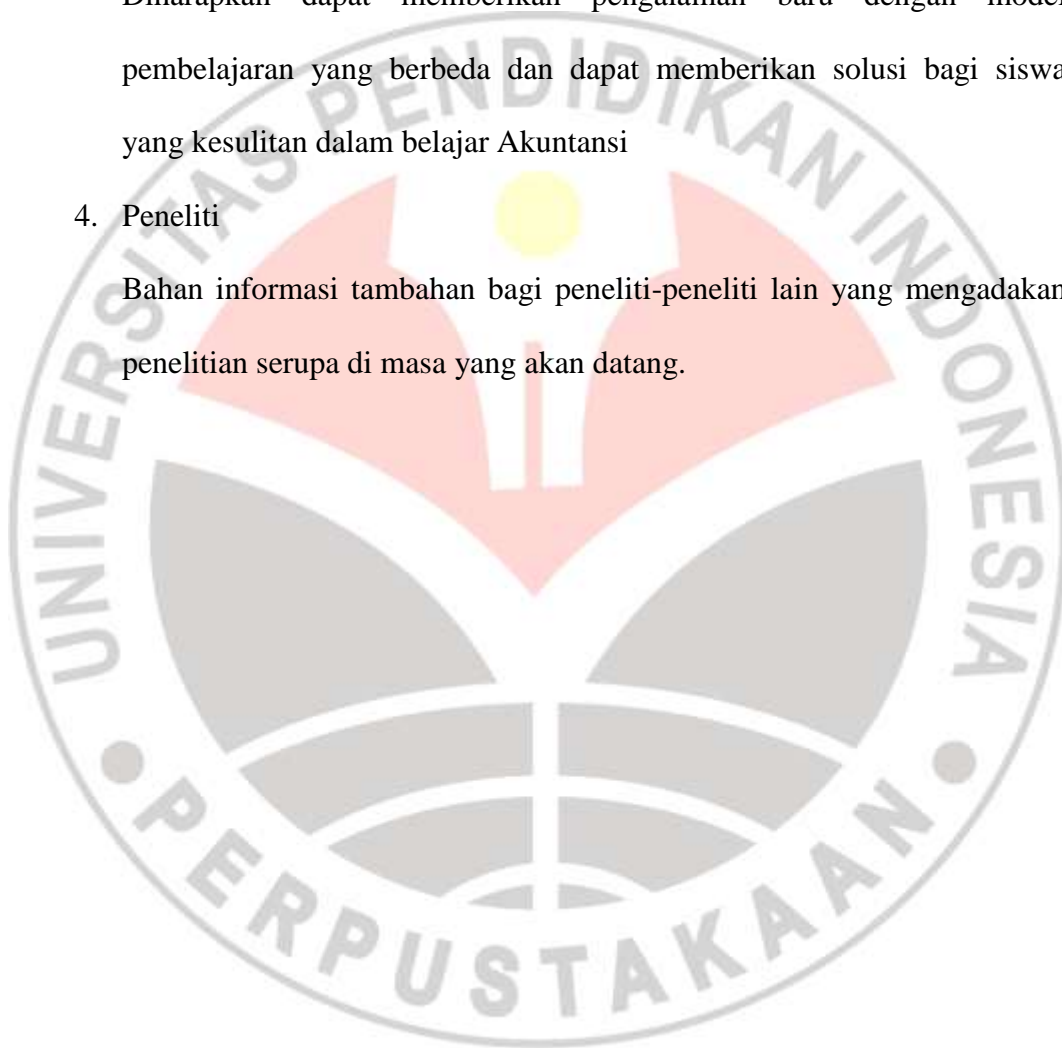 Diharapkan dapat memberikan pengalaman baru dengan model
pembelajaran yang berbeda dan dapat memberikan solusi bagi siswa
yang kesulitan dalam belajar Akuntansi
4. Peneliti
Bahan informasi tambahan bagi peneliti-peneliti lain yang mengadakan
penelitian serupa di masa yang akan datang.
UNIVERSITAS PENDIDIKAN INDONESIA
PERPUSTAKAAN